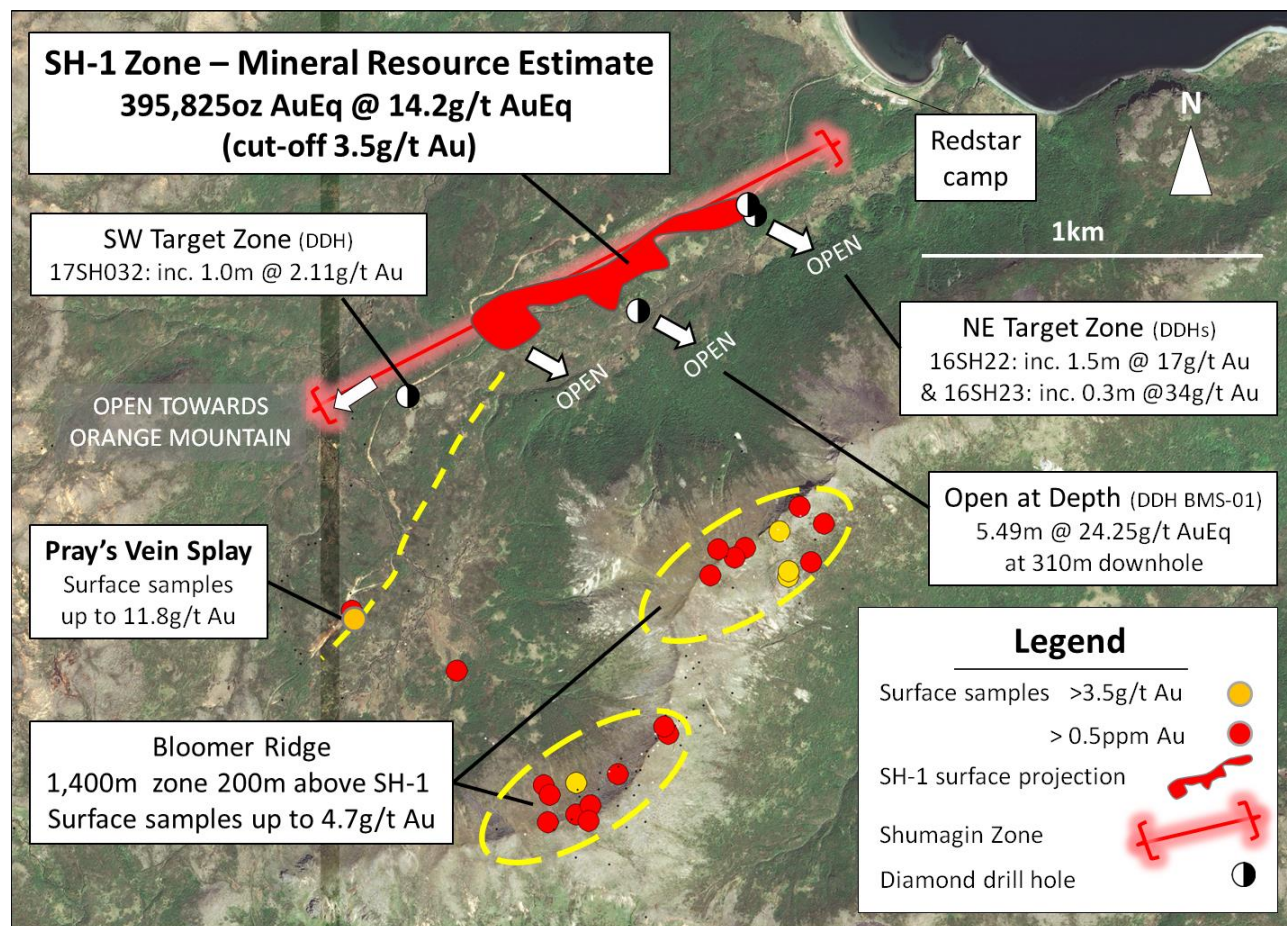 SH-1 Zone – Mineral Resource Estimate
395,825oz AuEq @ 14.2g/t AuEq
(cut-off 3.5g/t Au)
Redstar
camp
N
1km
SW Target Zone (DDH)
17SH032: inc. 1.0m @ 2.11g/t Au
OPEN
OPEN
OPEN
NE Target Zone (DDHs)
16SH22: inc. 1.5m @ 17g/t Au
& 16SH23: inc. 0.3m @34g/t Au
OPEN TOWARDS
ORANGE MOUNTAIN
Open at Depth (DDH BMS-01)
5.49m @ 24.25g/t AuEq
at 310m downhole
Pray's Vein Splay
Surface samples
up to 11.8g/t Au
Bloomer Ridge
1,400m zone 200m above SH-1
Surface samples up to 4.7g/t Au
Legend
Surface samples >3.5g/t Au
> 0.5ppm Au
SH-1 surface projection
Shumagin Zone
Diamond drill hole